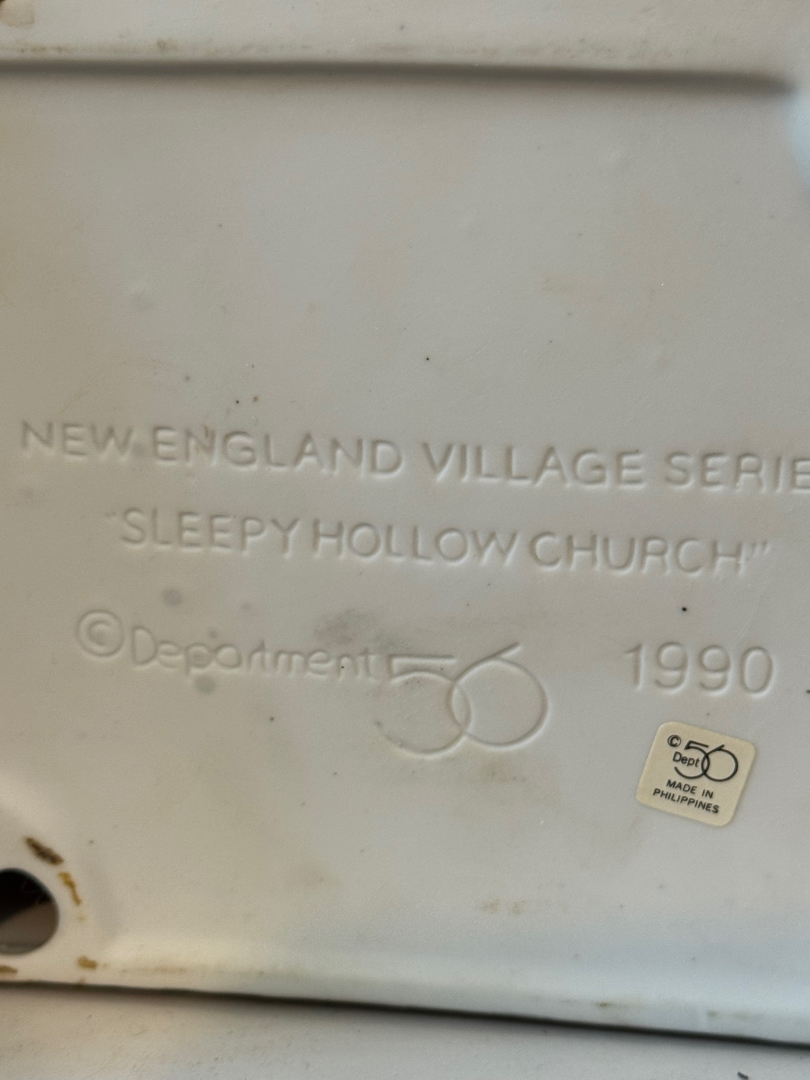 NEW ENGLAND VILLAGE SERIE
"SLEEPY HOLLOW CHURCH"
©Department 56 1990
© 56
Dept
MADE IN
PHILIPPINES